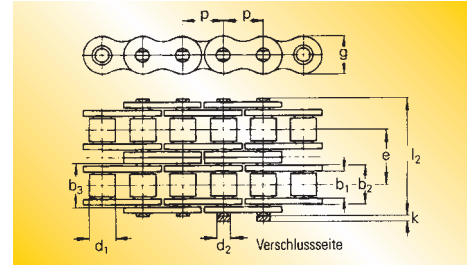 p p
g
e
l₂
b₃
b₁ b₂
k
d₁ d₂ Verschlussseite